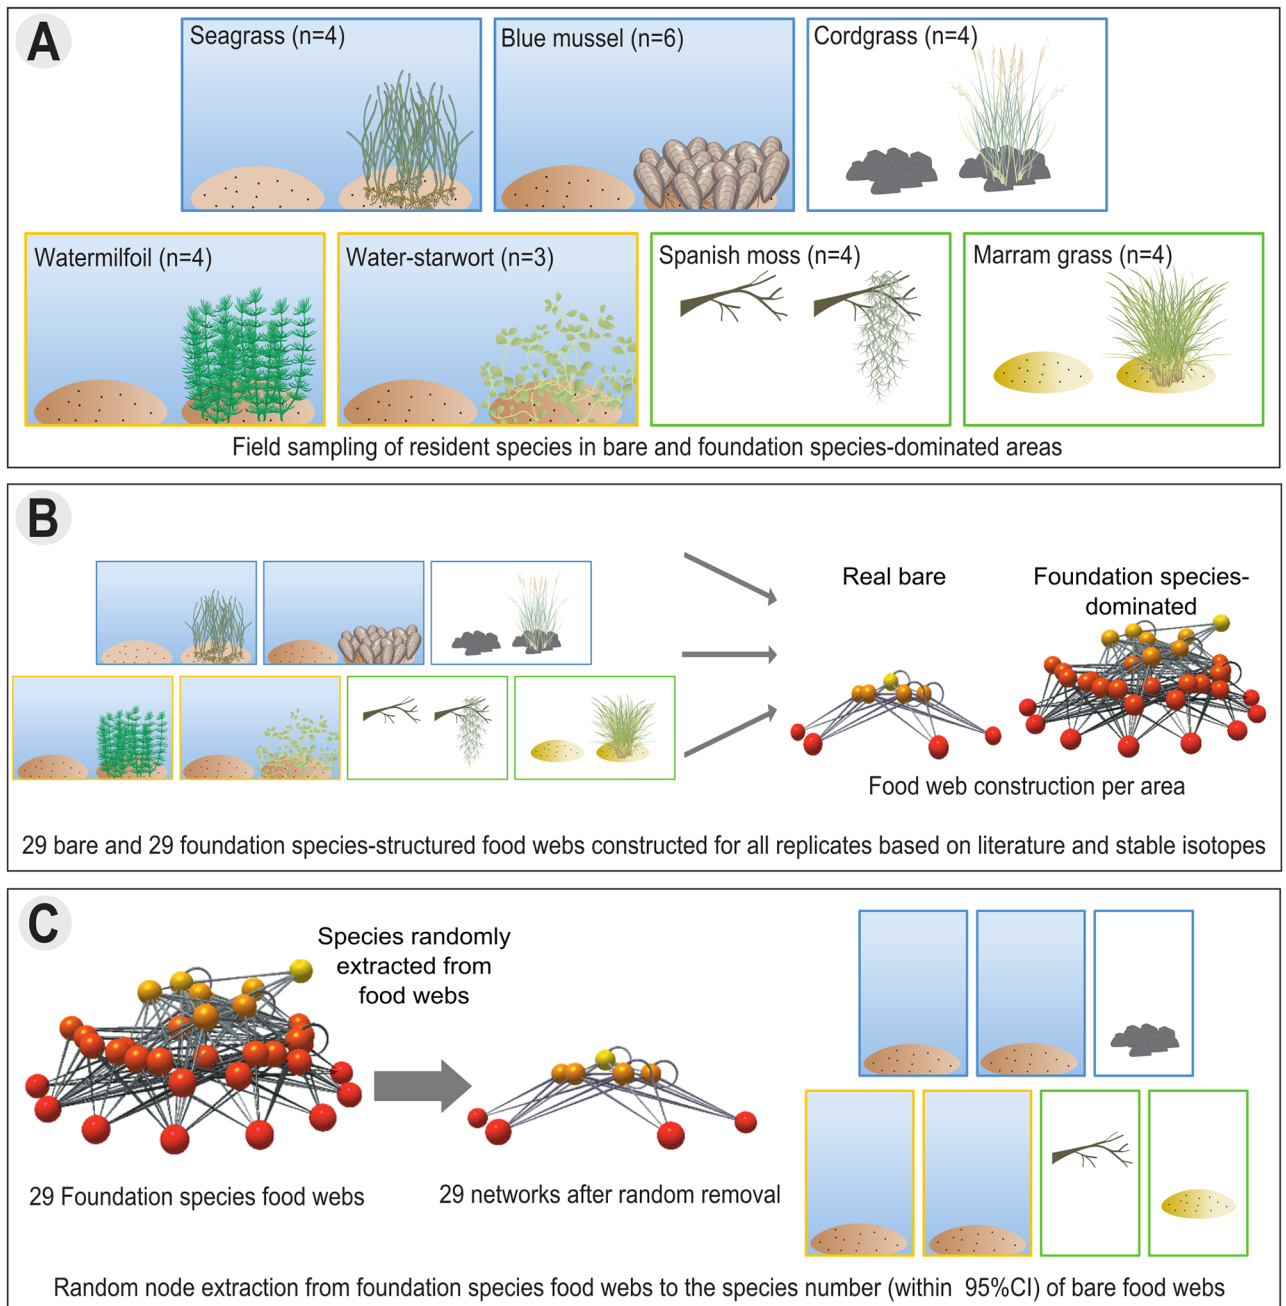 A
Seagrass (n=4)
Blue mussel (n=6)
Cordgrass (n=4)
Watermilfoil (n=4)
Water-starwort (n=3)
Spanish moss (n=4)
Marram grass (n=4)
Field sampling of resident species in bare and foundation species-dominated areas
B
Real bare
Foundation species-
dominated
Food web construction per area
29 bare and 29 foundation species-structured food webs constructed for all replicates based on literature and stable isotopes
C
Species randomly
extracted from
food webs
29 Foundation species food webs
29 networks after random removal
Random node extraction from foundation species food webs to the species number (within 95%CI) of bare food webs